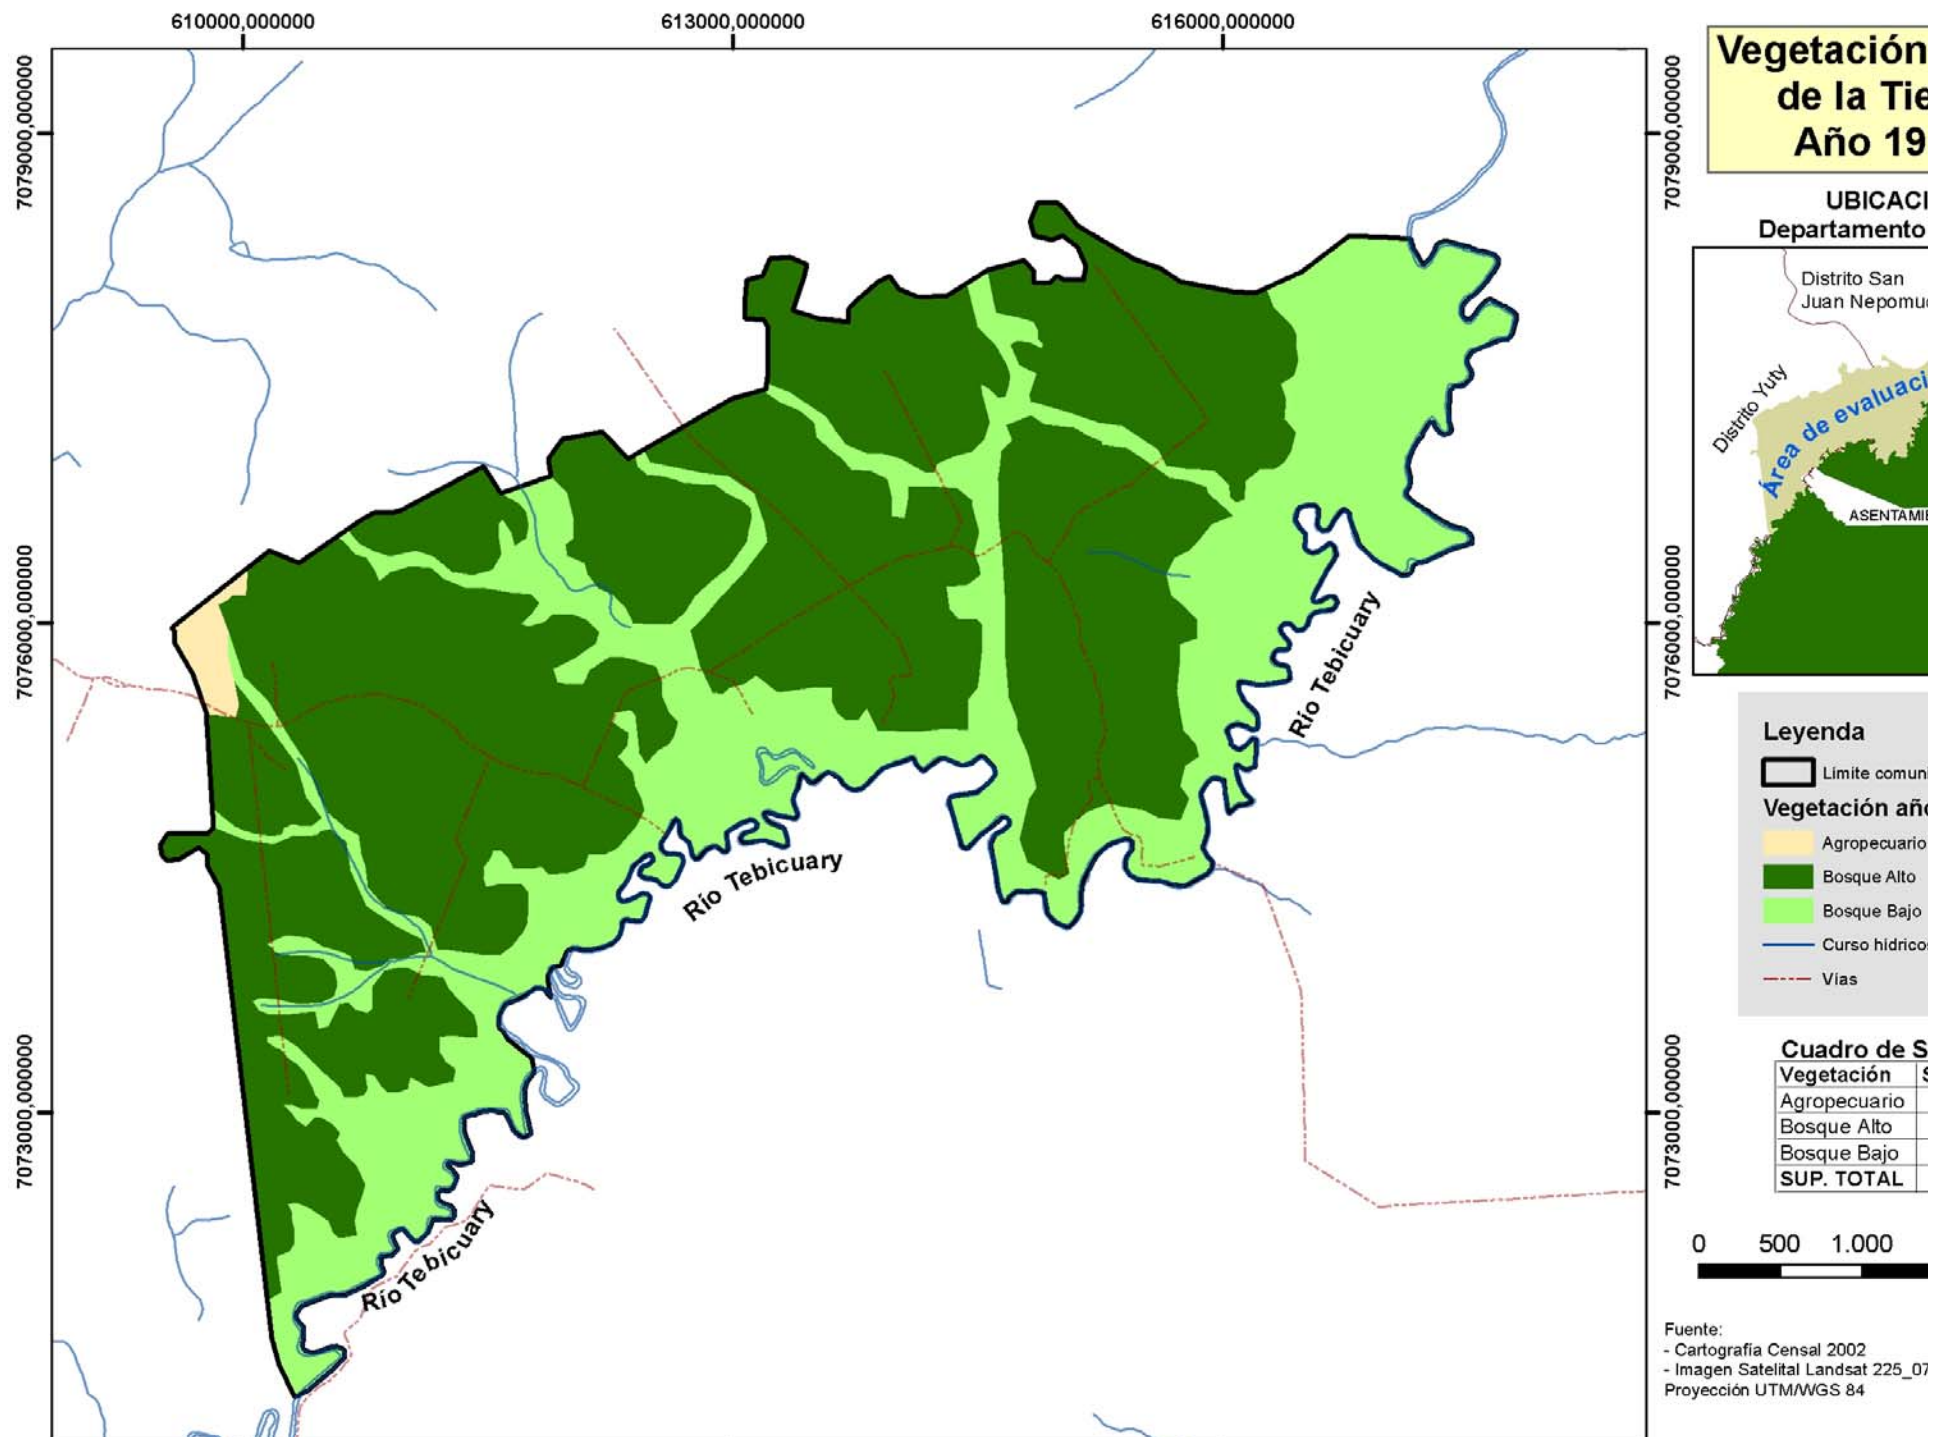 610000,000000
613000,000000
616000,000000
7079000,000000
7076000,000000
7073000,000000
7079000,000000
7076000,000000
7073000,000000
Río Tebicuary
Río Tebicuary
Río Tebicuary
Vegetación
de la Tie
Año 19
UBICACI
Departamento
Distrito San
Juan Nepomu
Distrito Yuty
Área de evaluaci
ASENTAMIE
Leyenda
Límite comuni
Vegetación año
Agropecuario
Bosque Alto
Bosque Bajo
Curso hídrico
Vías
Cuadro de S
Vegetación S
Agropecuario
Bosque Alto
Bosque Bajo
SUP. TOTAL
0 500 1.000
Fuente:
- Cartografía Censal 2002
- Imagen Satelital Landsat 225_07
Proyección UTM/WGS 84